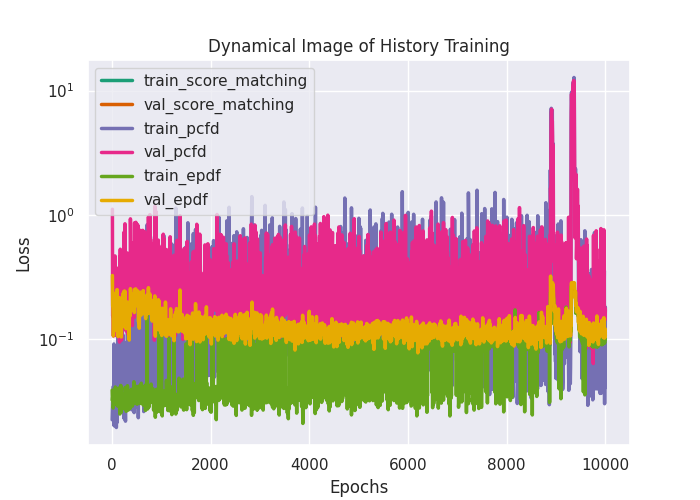 Dynamical Image of History Training
train_score_matching
val_score_matching
train_pcfd
val_pcfd
train_epdf
val_epdf
10¹
10⁰
10⁻¹
Loss
0 2000 4000 6000 8000 10000
Epochs